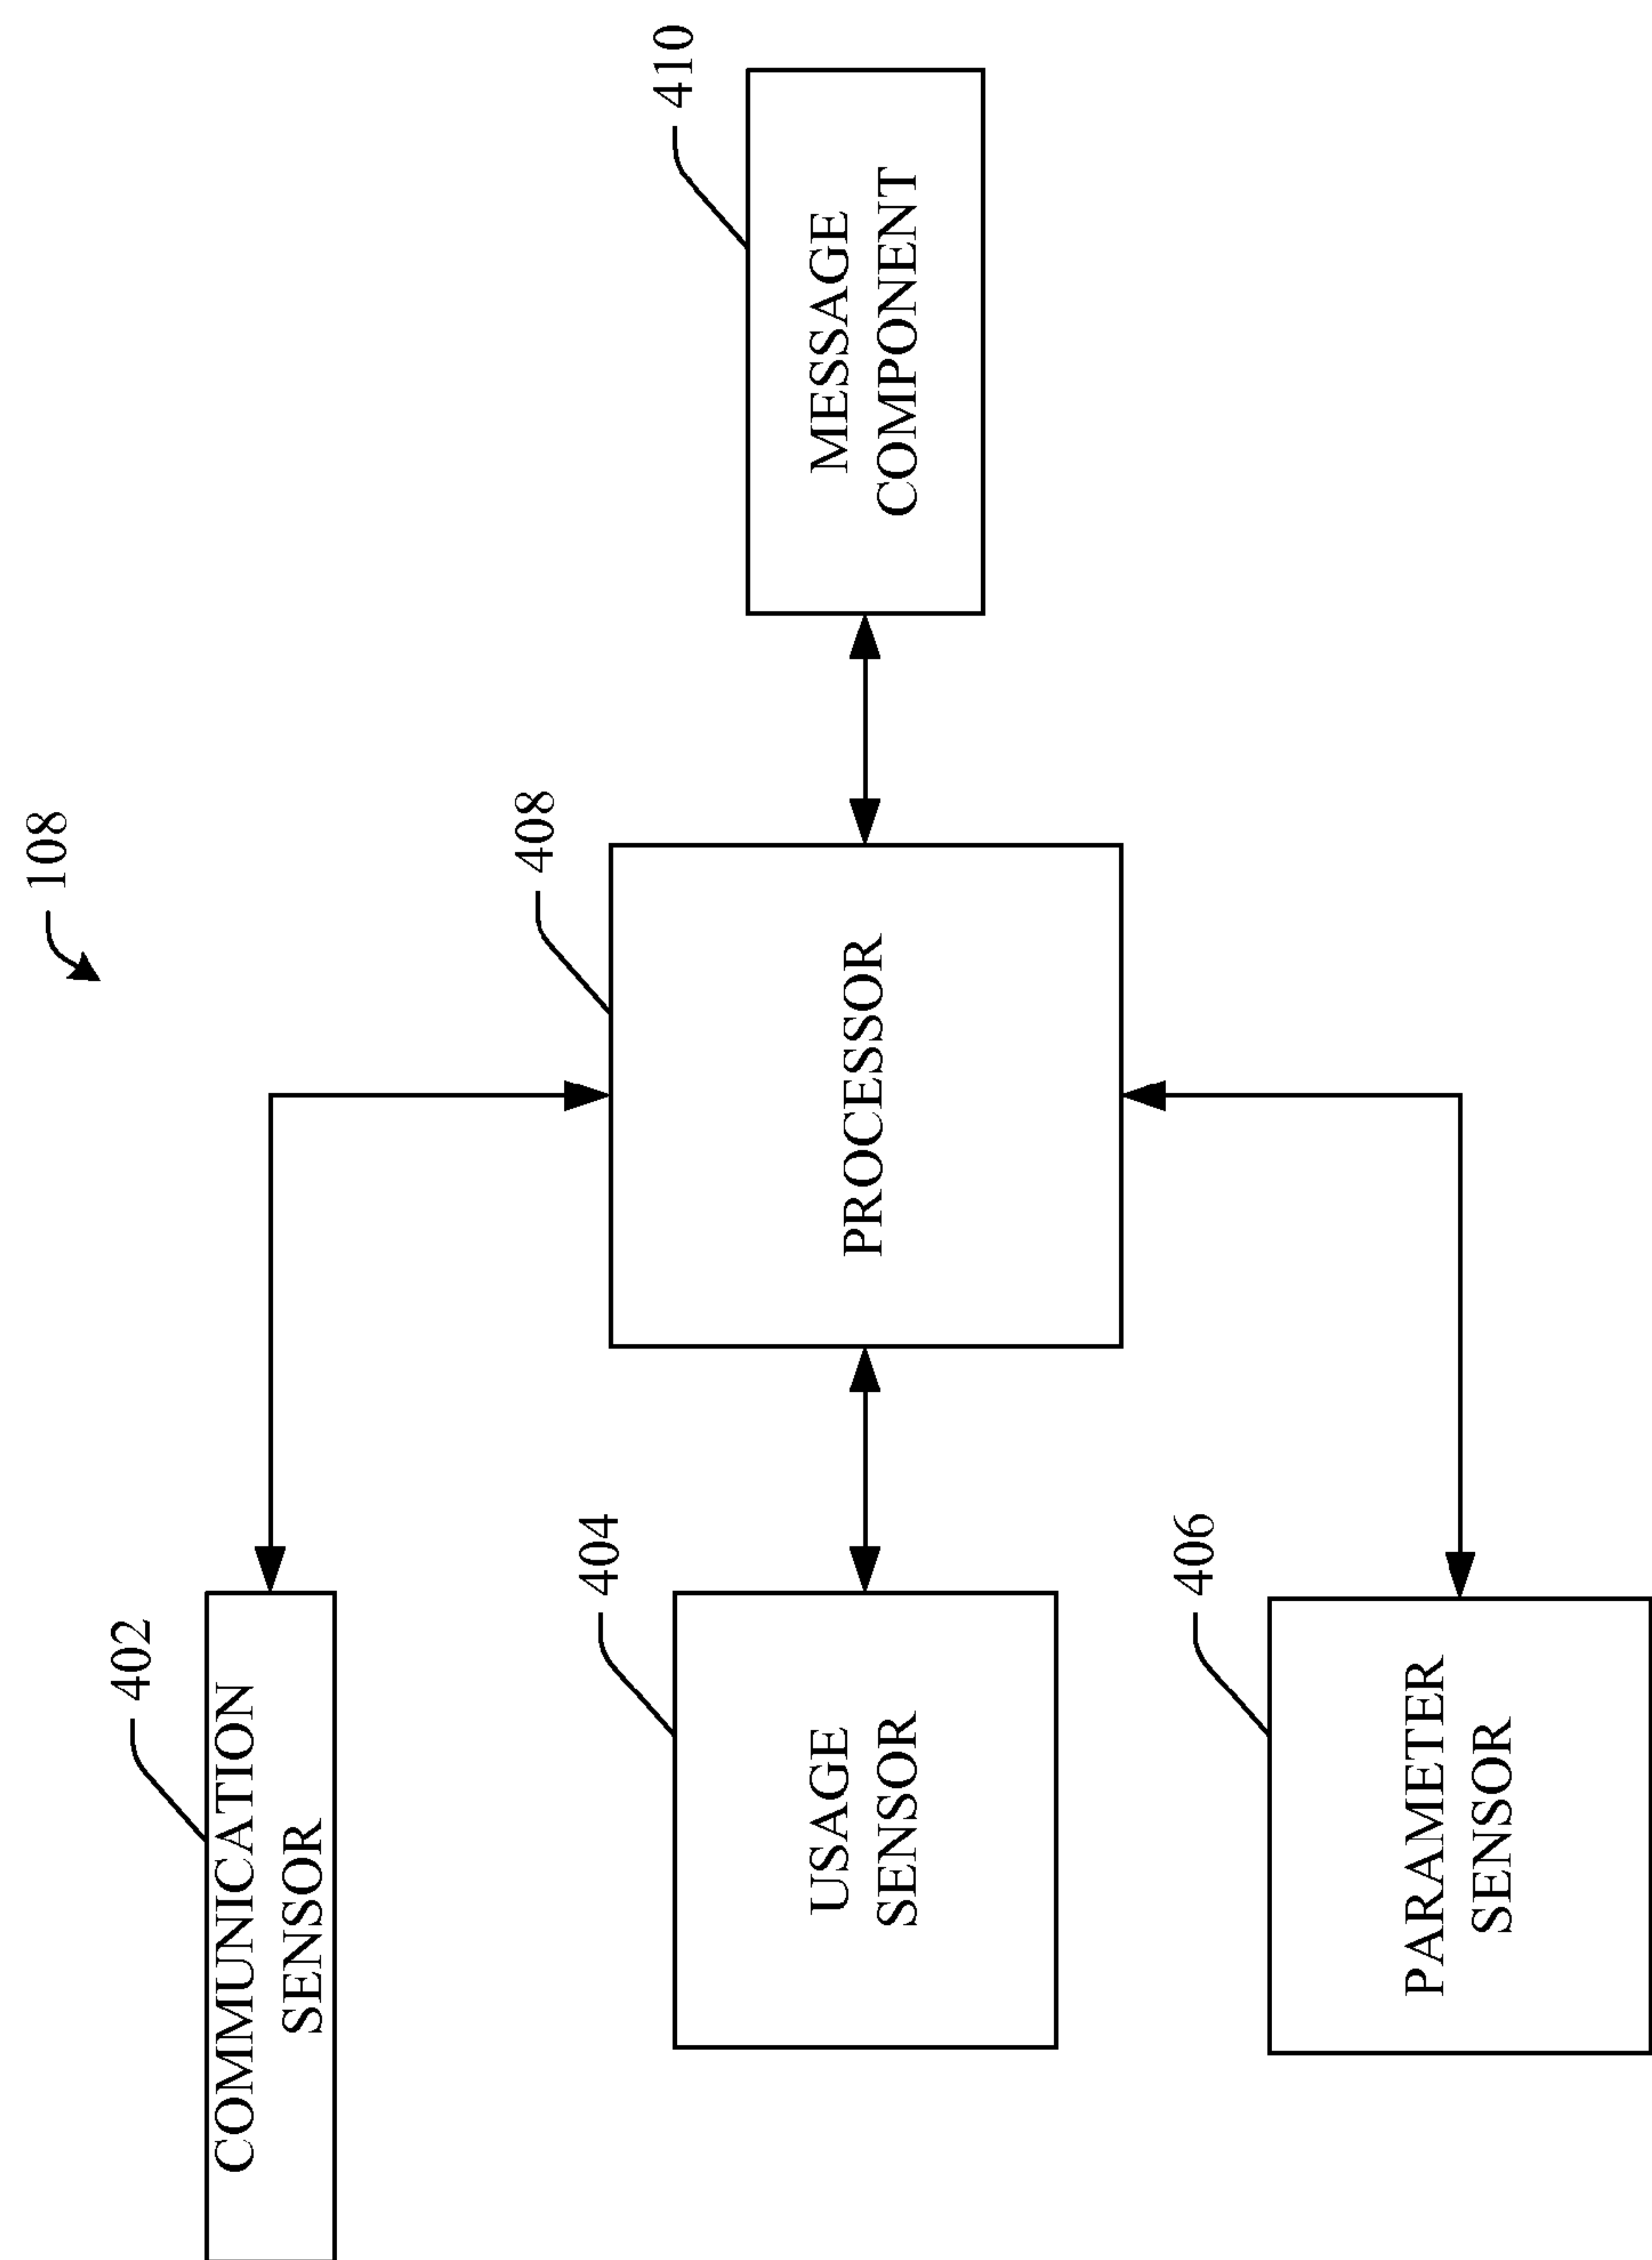 108
402
COMMUNICATION
SENSOR
404
USAGE
SENSOR
406
PARAMETER
SENSOR
408
PROCESSOR
410
MESSAGE
COMPONENT